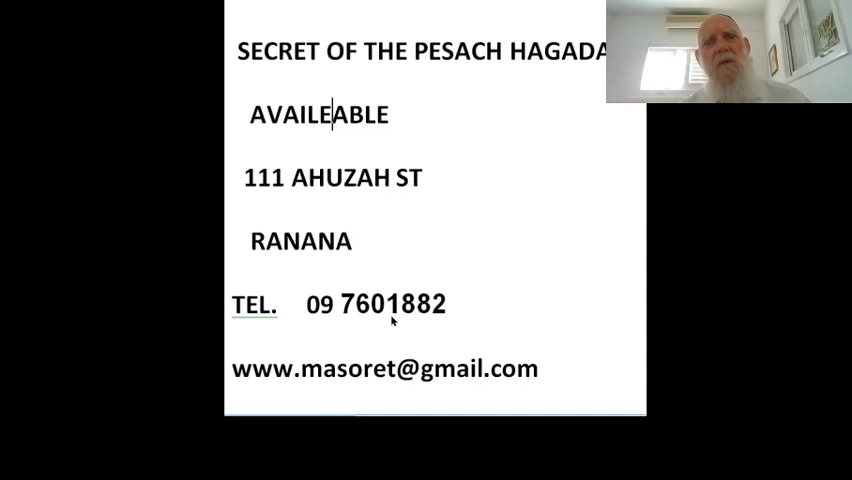 SECRET OF THE PESACH HAGADA
AVAILEABLE
111 AHUZAH ST
RANANA
TEL. 09 7601882
www.masoret@gmail.com